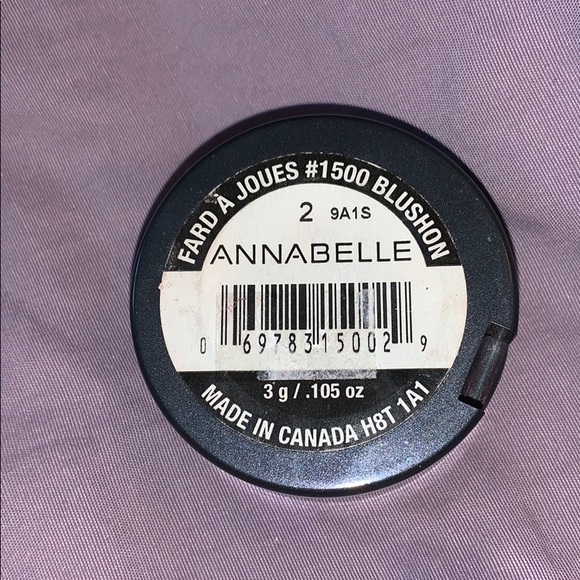 FARD À JOUES #1500 BLUSHON
2 9A1S
ANNABELLE
0 69783 15002 9
3 g / .105 oz
MADE IN CANADA H8T 1A1